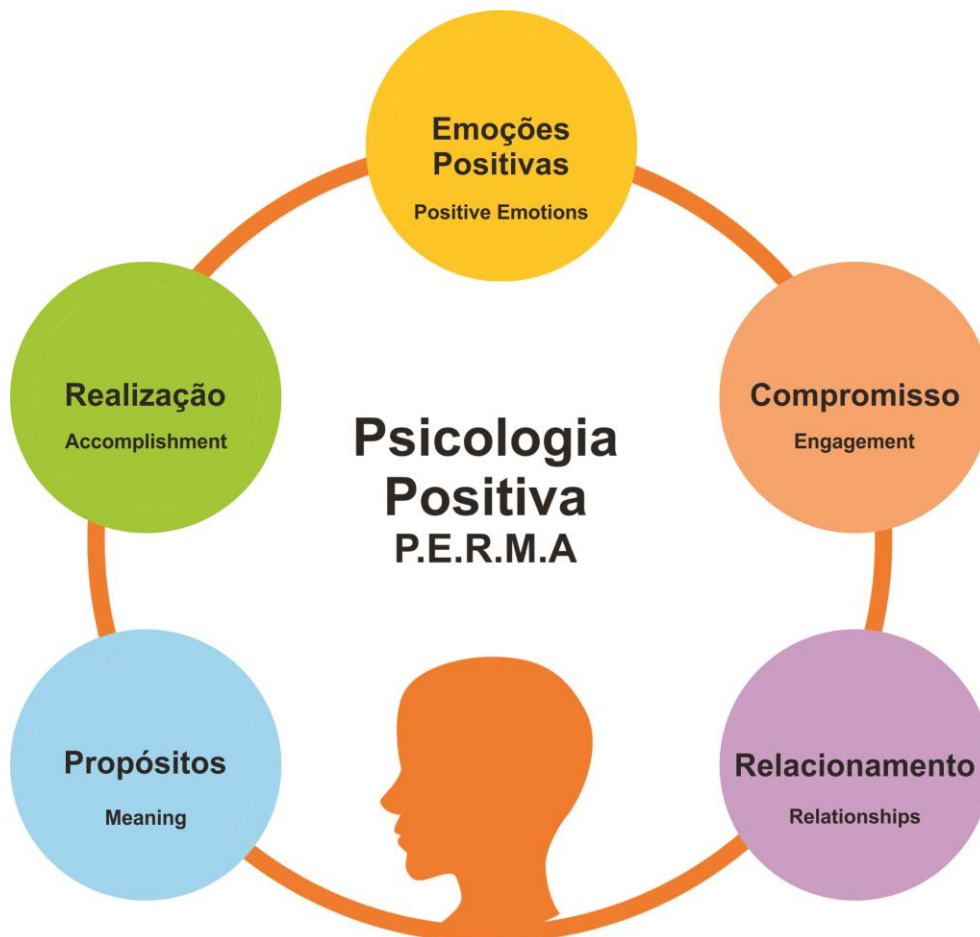 Emoções
Positivas
Positive Emotions
Realização
Accomplishment
Compromisso
Engagement
Psicologia
Positiva
P.E.R.M.A
Propósitos
Meaning
Relacionamento
Relationships